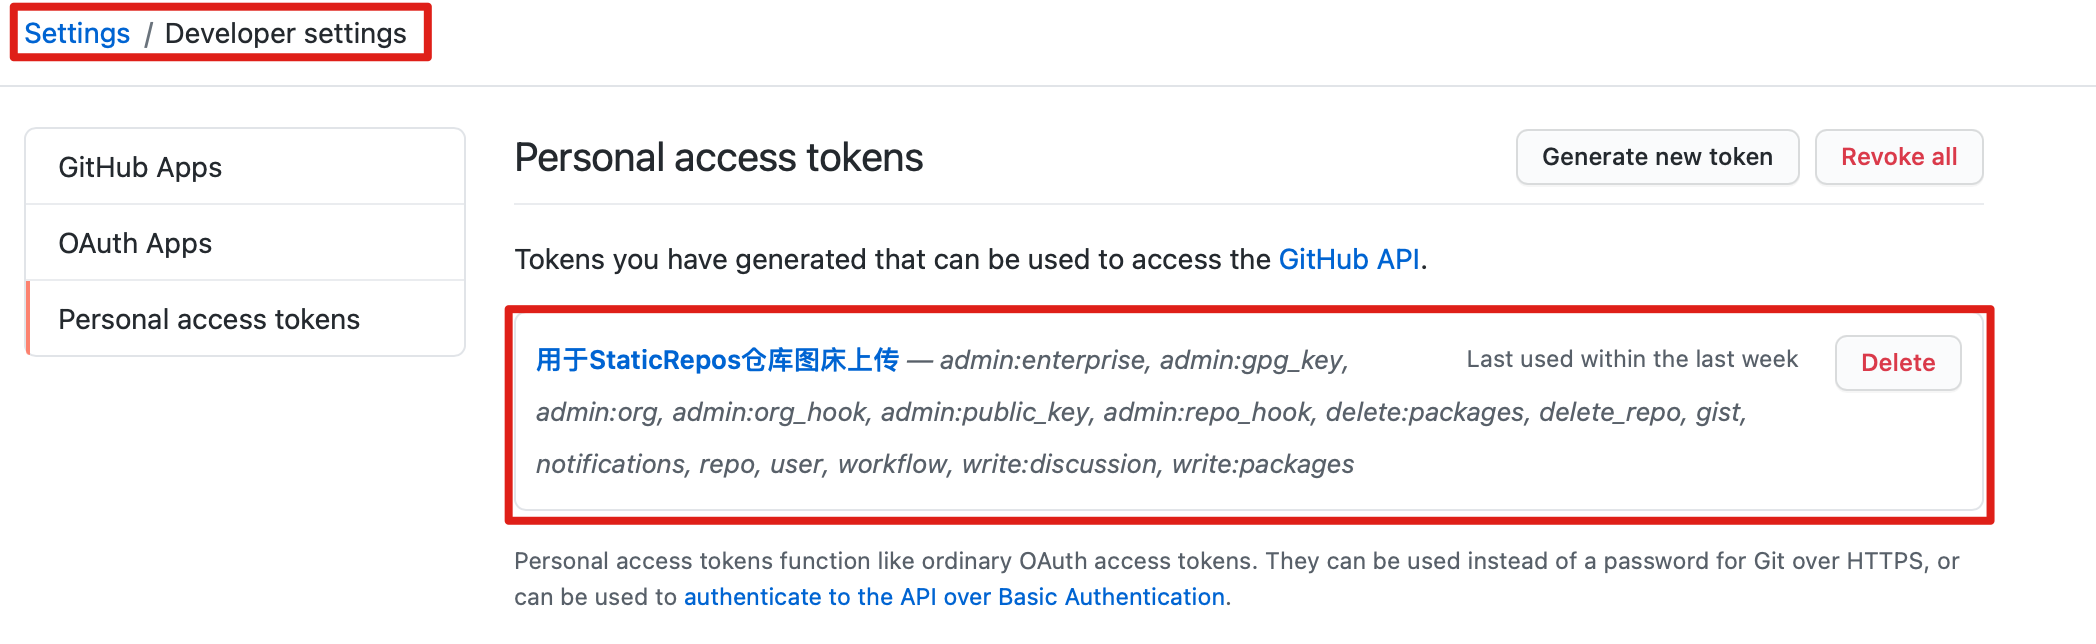 Settings / Developer settings
GitHub Apps
OAuth Apps
Personal access tokens
Personal access tokens
Generate new token
Revoke all
Tokens you have generated that can be used to access the GitHub API.
用于StaticRepos仓库图床上传 — admin:enterprise, admin:gpg_key,
Last used within the last week
Delete
admin:org, admin:org_hook, admin:public_key, admin:repo_hook, delete:packages, delete_repo, gist,
notifications, repo, user, workflow, write:discussion, write:packages
Personal access tokens function like ordinary OAuth access tokens. They can be used instead of a password for Git over HTTPS, or
can be used to authenticate to the API over Basic Authentication.